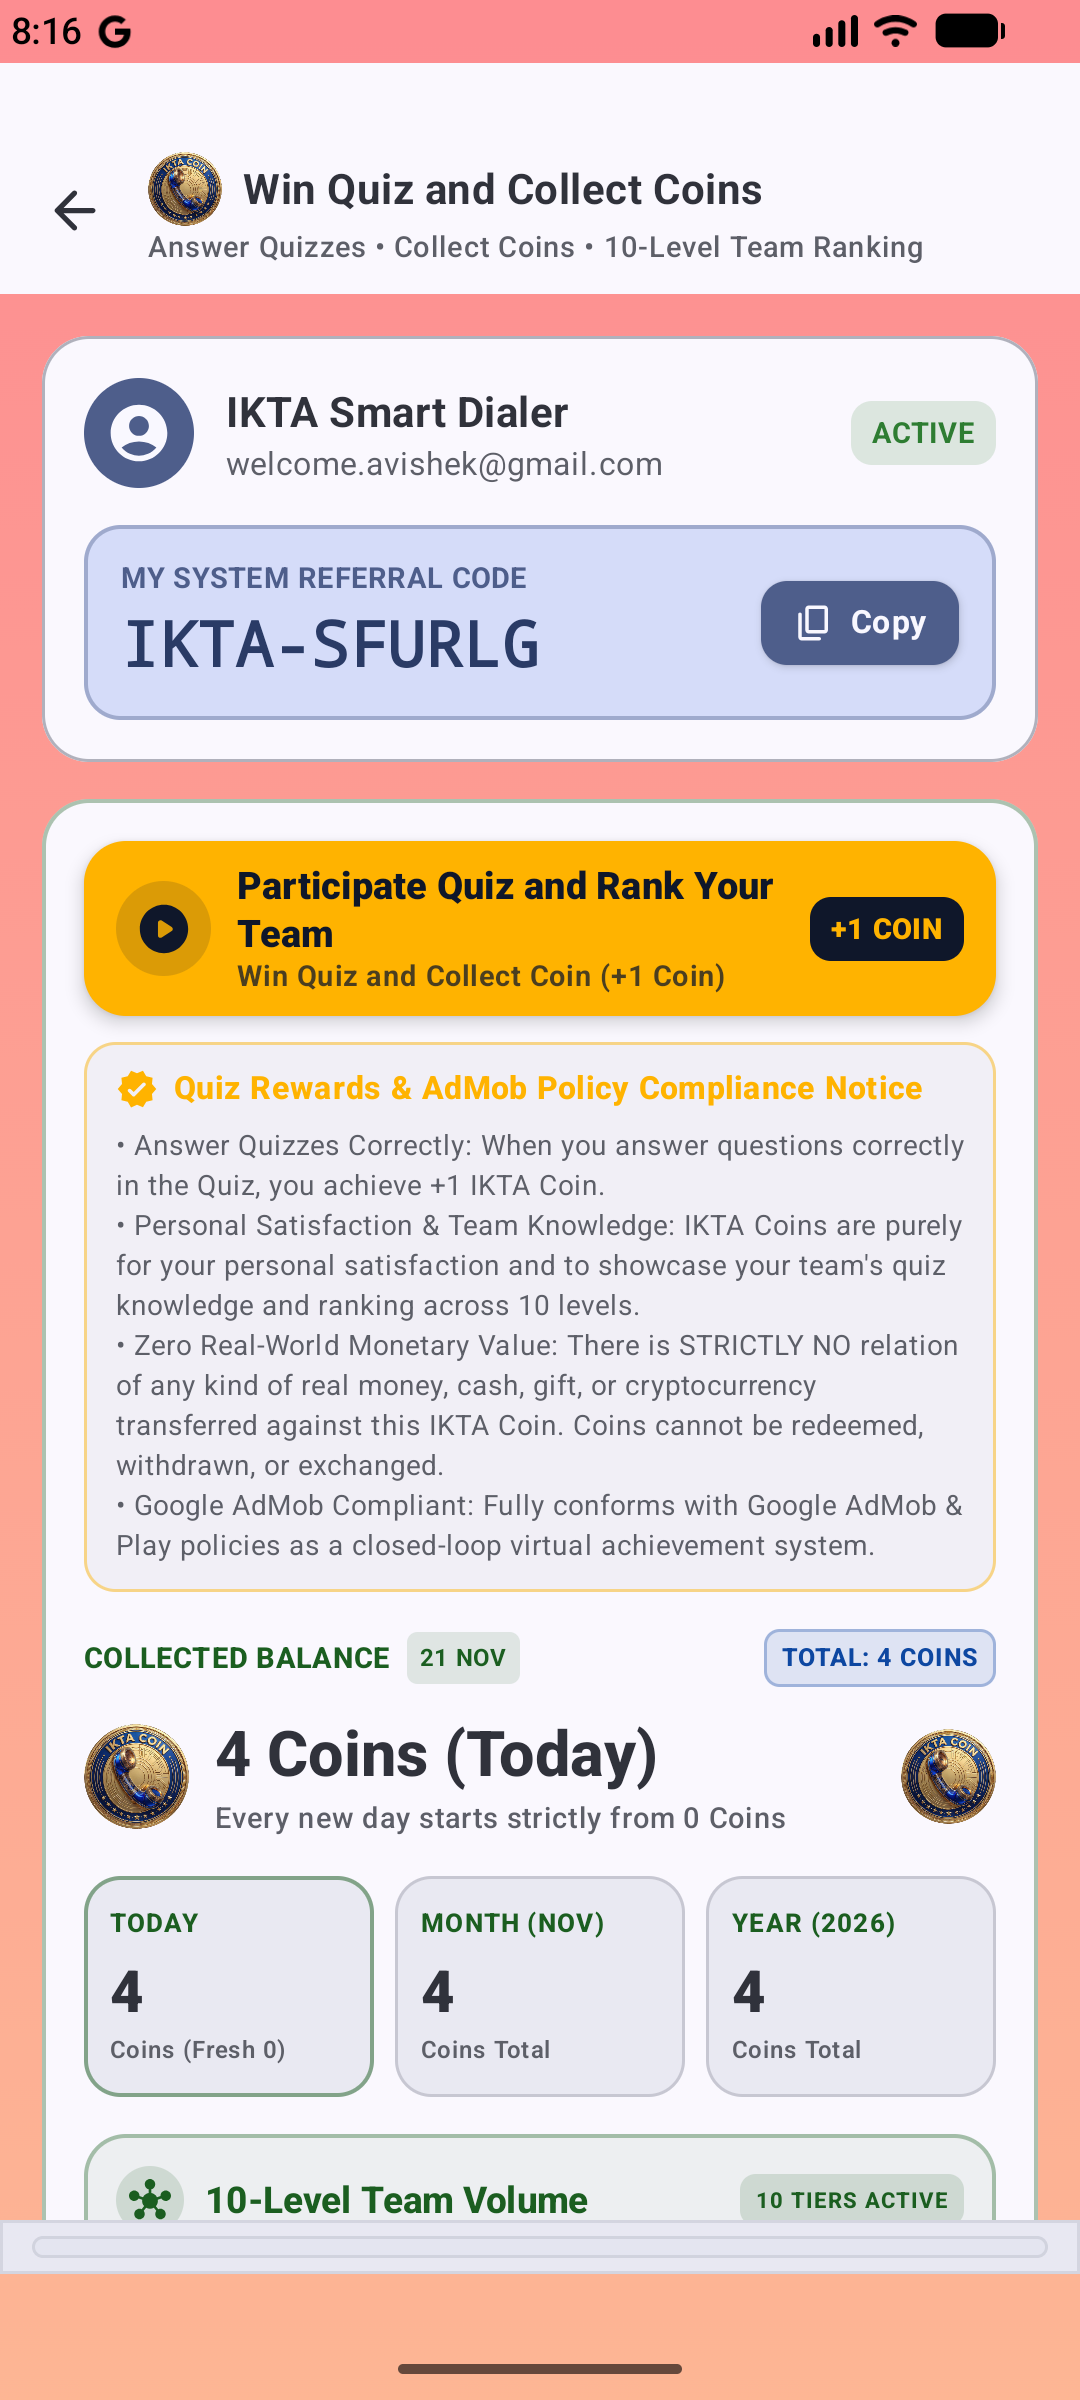 8:16
Win Quiz and Collect Coins
Answer Quizzes • Collect Coins • 10-Level Team Ranking
IKTA Smart Dialer
welcome.avishek@gmail.com
ACTIVE
MY SYSTEM REFERRAL CODE
IKTA-SFURLG
Copy
Participate Quiz and Rank Your
Team
Win Quiz and Collect Coin (+1 Coin)
+1 COIN
Quiz Rewards & AdMob Policy Compliance Notice
• Answer Quizzes Correctly: When you answer questions correctly
in the Quiz, you achieve +1 IKTA Coin.
• Personal Satisfaction & Team Knowledge: IKTA Coins are purely
for your personal satisfaction and to showcase your team's quiz
knowledge and ranking across 10 levels.
• Zero Real-World Monetary Value: There is STRICTLY NO relation
of any kind of real money, cash, gift, or cryptocurrency
transferred against this IKTA Coin. Coins cannot be redeemed,
withdrawn, or exchanged.
• Google AdMob Compliant: Fully conforms with Google AdMob &
Play policies as a closed-loop virtual achievement system.
COLLECTED BALANCE 21 NOV TOTAL: 4 COINS
IKTA COIN
4 Coins (Today)
Every new day starts strictly from 0 Coins
IKTA COIN
TODAY
4
Coins (Fresh 0)
MONTH (NOV)
4
Coins Total
YEAR (2026)
4
Coins Total
10-Level Team Volume
10 TIERS ACTIVE